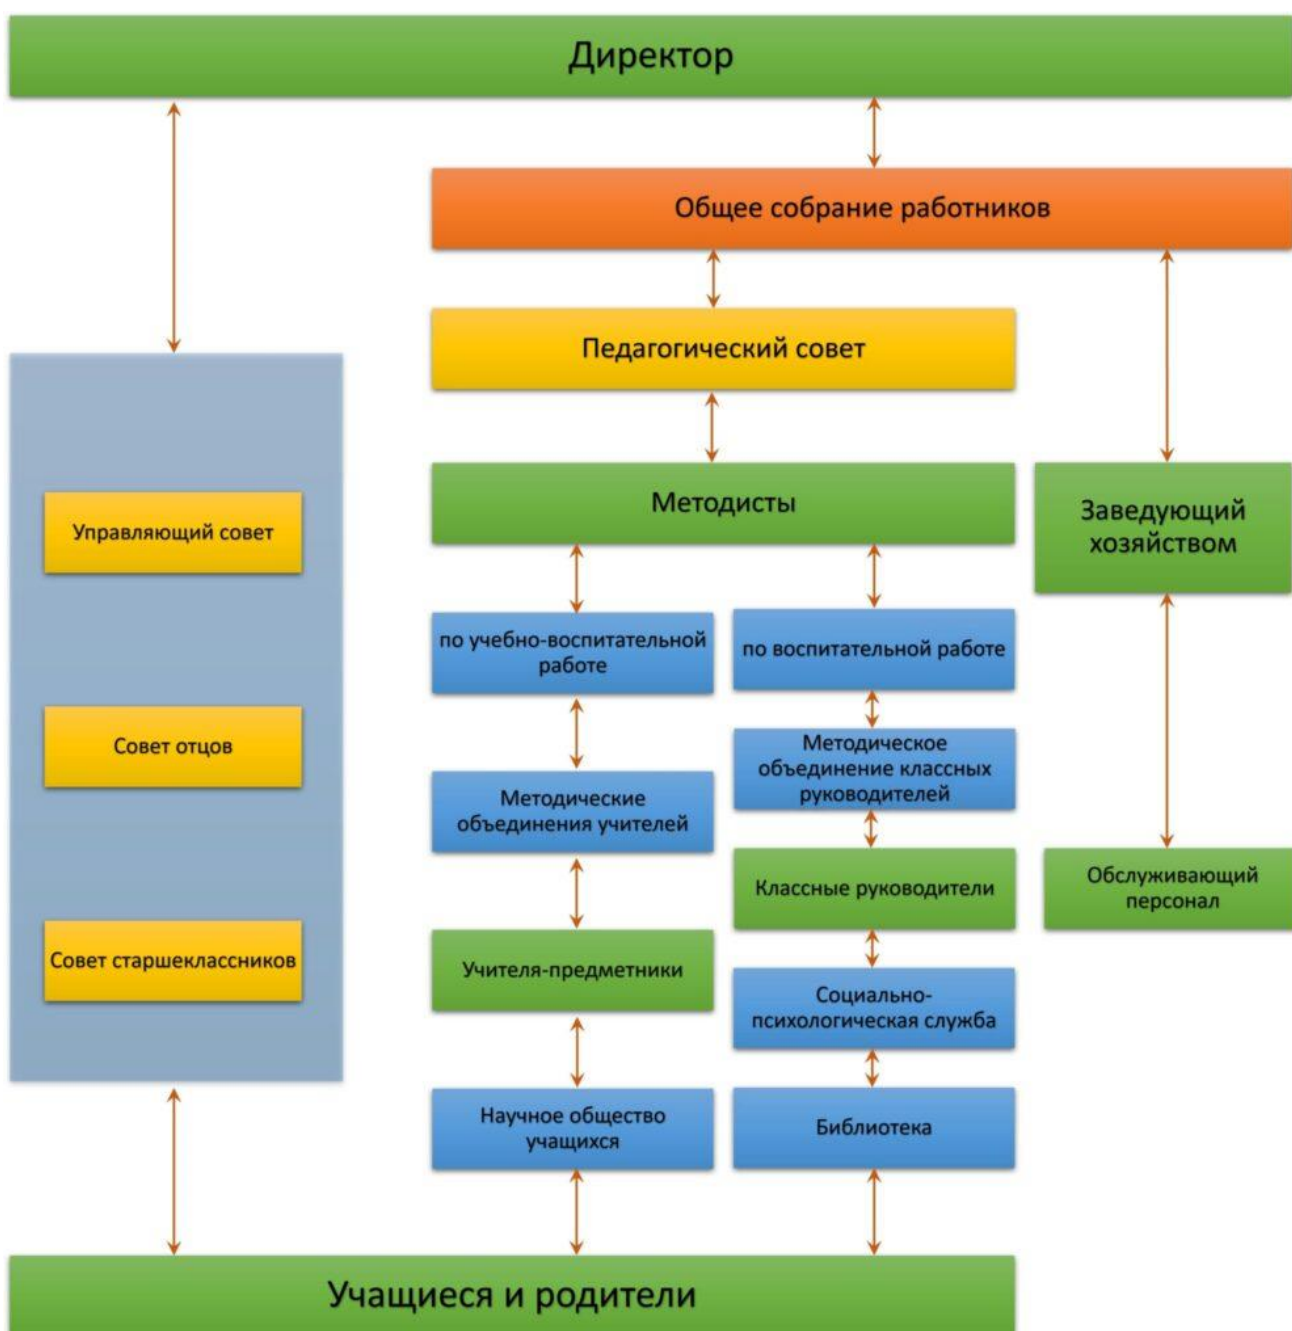 Директор
Общее собрание работников
Педагогический совет
Методисты
Заведующий
хозяйством
Управляющий совет
по учебно-воспитательной
работе
по воспитательной работе
Совет отцов
Методические
объединения учителей
Методическое
объединение классных
руководителей
Классные руководители
Обслуживающий
персонал
Совет старшеклассников
Учителя-предметники
Социально-
психологическая служба
Научное общество
учащихся
Библиотека
Учащиеся и родители